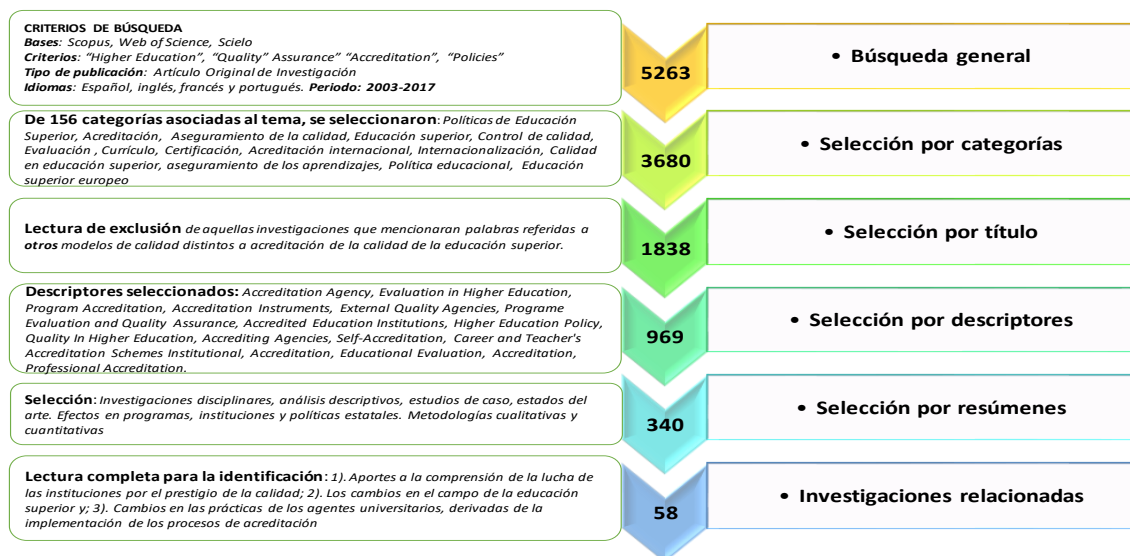 CRITERIOS DE BÚSQUEDA
Bases: Scopus, Web of Science, Scielo
Criterios: “Higher Education”, “Quality” Assurance” “Accreditation”, “Policies”
Tipo de publicación: Artículo Original de Investigación
Idiomas: Español, inglés, francés y portugués. Periodo: 2003-2017
5263
• Búsqueda general
De 156 categorías asociadas al tema, se seleccionaron: Políticas de Educación
Superior, Acreditación, Aseguramiento de la calidad, Educación superior, Control de calidad,
Evaluación , Currículo, Certificación, Acreditación internacional, Internacionalización, Calidad
en educación superior, aseguramiento de los aprendizajes, Política educacional, Educación
superior europeo
3680
• Selección por categorías
Lectura de exclusión de aquellas investigaciones que mencionaran palabras referidas a
otros modelos de calidad distintos a acreditación de la calidad de la educación superior.
1838
• Selección por título
Descriptores seleccionados: Accreditation Agency, Evaluation in Higher Education,
Program Accreditation, Accreditation Instruments, External Quality Agencies, Programe
Evaluation and Quality Assurance, Accredited Education Institutions, Higher Education Policy,
Quality In Higher Education, Accrediting Agencies, Self-Accreditation, Career and Teacher's
Accreditation Schemes Institutional, Accreditation, Educational Evaluation, Accreditation,
Professional Accreditation.
969
• Selección por descriptores
Selección: Investigaciones disciplinares, análisis descriptivos, estudios de caso, estados del
arte. Efectos en programas, instituciones y políticas estatales. Metodologías cualitativas y
cuantitativas
340
• Selección por resúmenes
Lectura completa para la identificación: 1). Aportes a la comprensión de la lucha de
las instituciones por el prestigio de la calidad; 2). Los cambios en el campo de la educación
superior y; 3). Cambios en las prácticas de los agentes universitarios, derivadas de la
implementación de los procesos de acreditación
58
• Investigaciones relacionadas